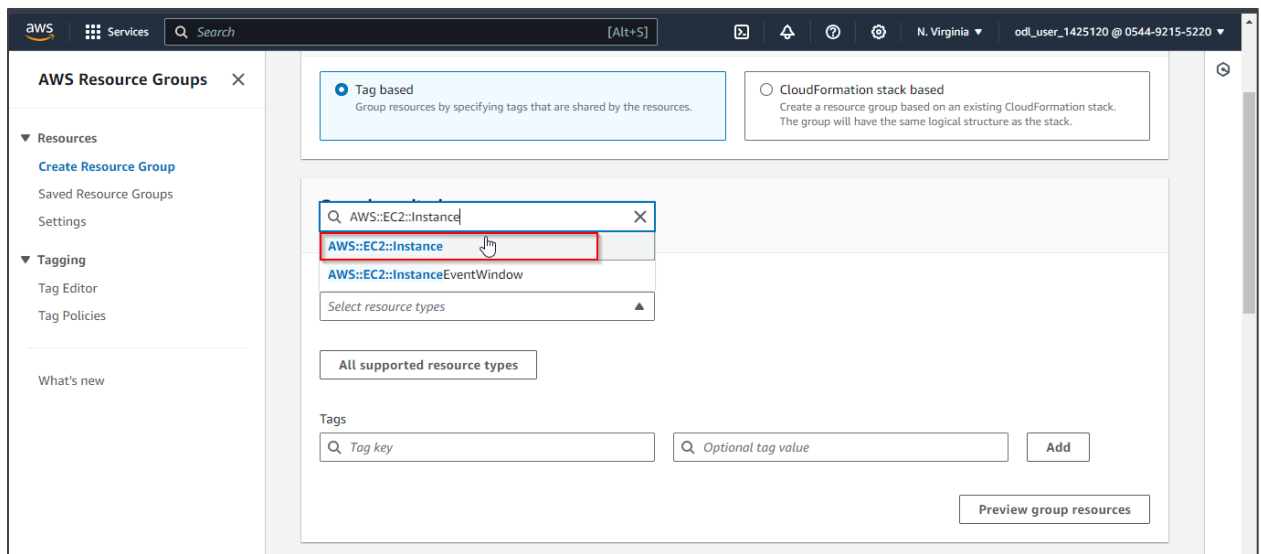 aws
Services
Search
[Alt+S]
N. Virginia
odl_user_1425120 @ 0544-9215-5220
AWS Resource Groups
Resources
Create Resource Group
Saved Resource Groups
Settings
Tagging
Tag Editor
Tag Policies
What's new
Tag based
Group resources by specifying tags that are shared by the resources.
CloudFormation stack based
Create a resource group based on an existing CloudFormation stack.
The group will have the same logical structure as the stack.
AWS::EC2::Instance
AWS::EC2::Instance
AWS::EC2::InstanceEventWindow
Select resource types
All supported resource types
Tags
Tag key
Optional tag value
Add
Preview group resources